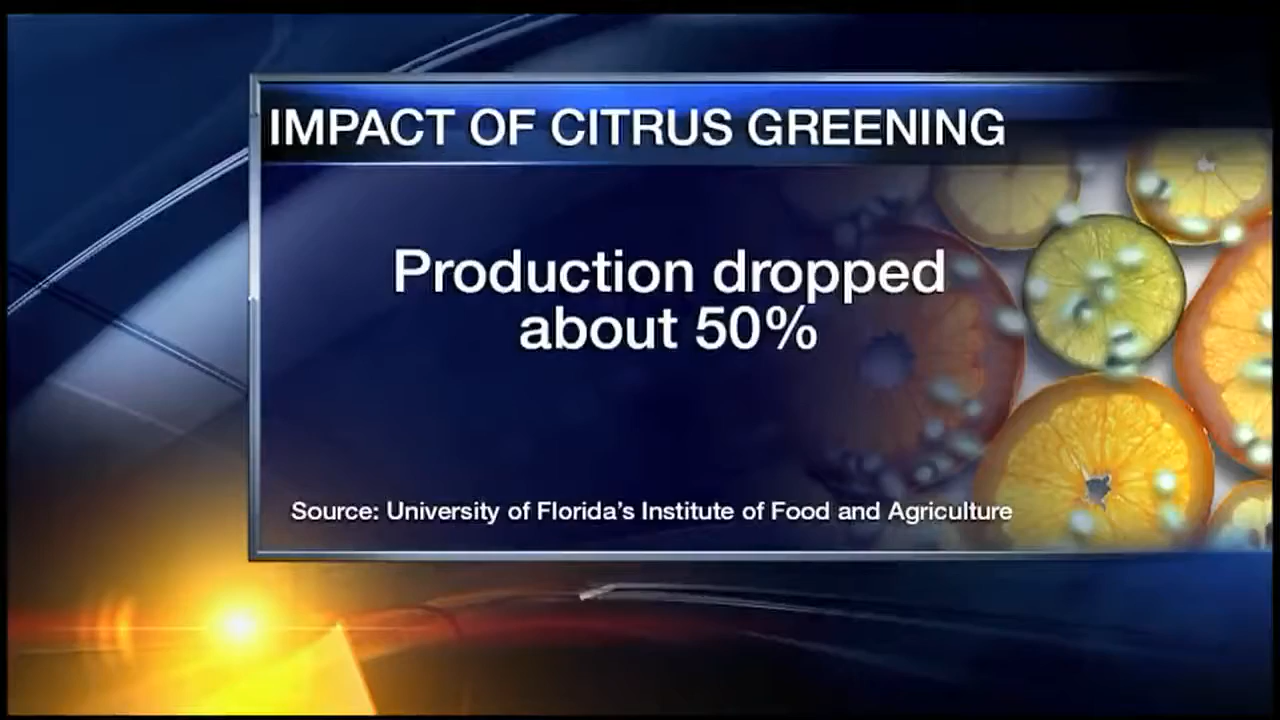 IMPACT OF CITRUS GREENING
Production dropped
about 50%
Source: University of Florida's Institute of Food and Agriculture